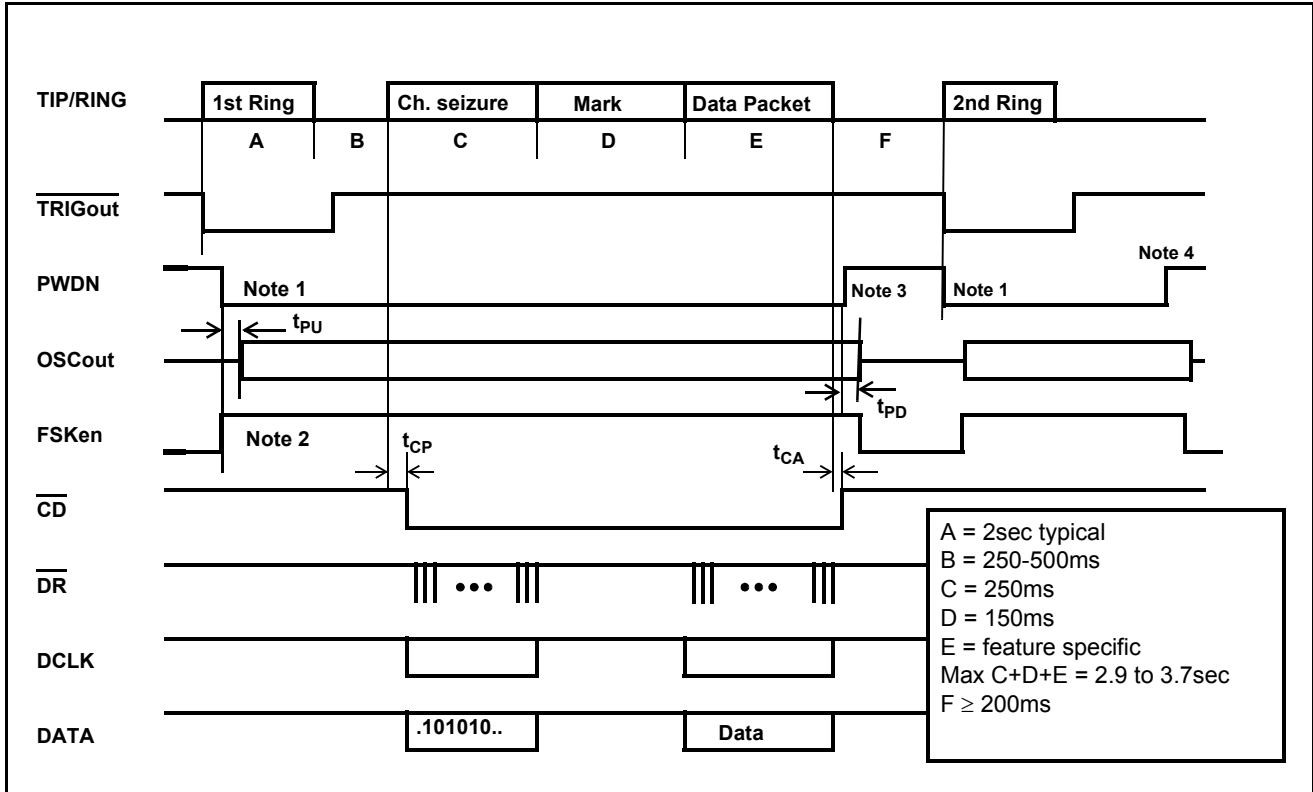 TIP/RING 1st Ring Ch. seizure Mark Data Packet 2nd Ring
A B C D E F
TRIGout
Note 4
PWDN Note 1 Note 3 Note 1
tPU
OSCout
tPD
FSKen Note 2 tCP tCA
CD
A = 2sec typical
B = 250-500ms
C = 250ms
D = 150ms
E = feature specific
Max C+D+E = 2.9 to 3.7sec
F ≥ 200ms
DR •••  •••
DCLK
DATA .101010.. Data